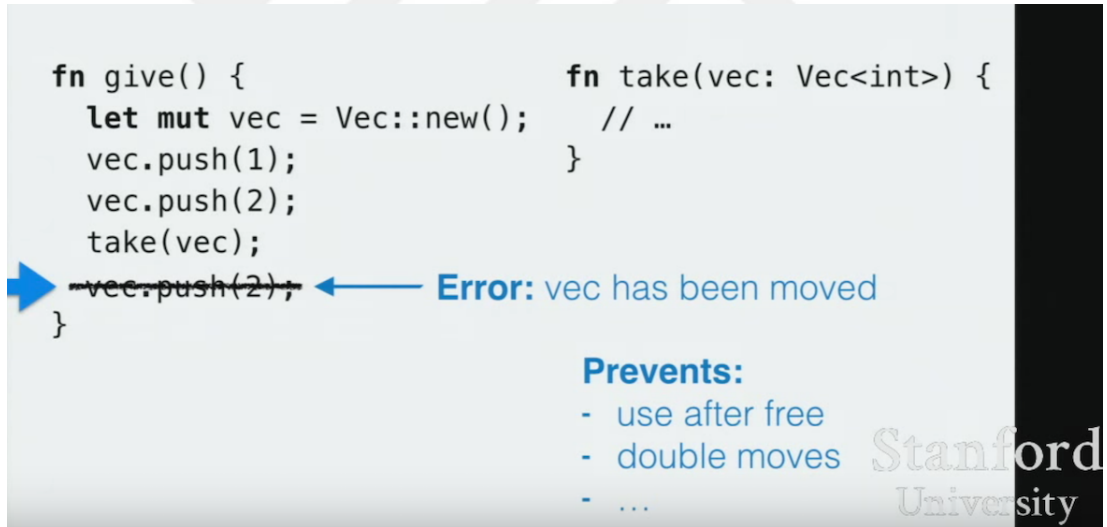 fn give() {
let mut vec = Vec::new();
vec.push(1);
vec.push(2);
take(vec);
vec.push(2);
}
fn take(vec: Vec<int>) {
// …
}
Error: vec has been moved
Prevents:
- use after free
- double moves
- ...
Stanford
University